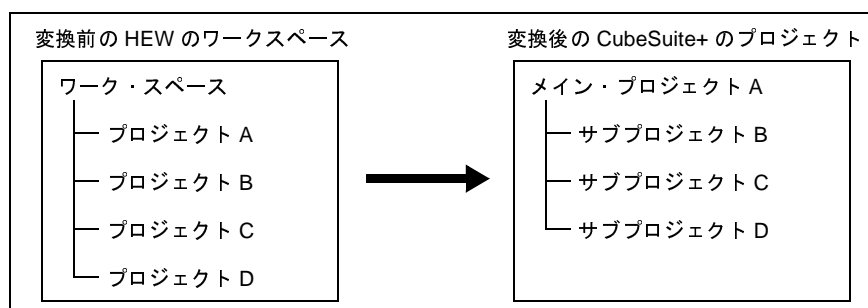 変換前の HEW のワークスペース
ワーク・スペース
プロジェクト A
プロジェクト B
プロジェクト C
プロジェクト D
変換後の CubeSuite+ のプロジェクト
メイン・プロジェクト A
サブプロジェクト B
サブプロジェクト C
サブプロジェクト D